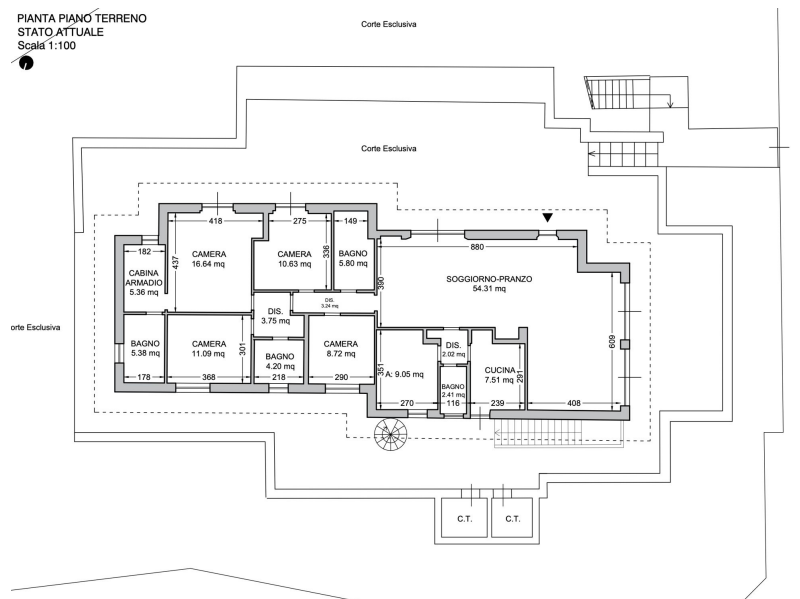 PIANTA PIANO TERRENO
STATO ATTUALE
Scala 1:100
Corte Esclusiva
Corte Esclusiva
418
275
149
880
182
437
CAMERA
16.64 mq
CAMERA
10.63 mq
336
BAGNO
5.80 mq
390
SOGGIORNO-PRANZO
54.31 mq
CABINA
ARMADIO
5.36 mq
DIS.
3.24 mq
DIS.
3.75 mq
orte Esclusiva
BAGNO
5.38 mq
CAMERA
11.09 mq
301
BAGNO
4.20 mq
CAMERA
8.72 mq
351
A: 9.05 mq
DIS.
2.02 mq
BAGNO
2.41 mq
CUCINA
7.51 mq
291
609
178
368
218
290
270
116
239
408
C.T.
C.T.